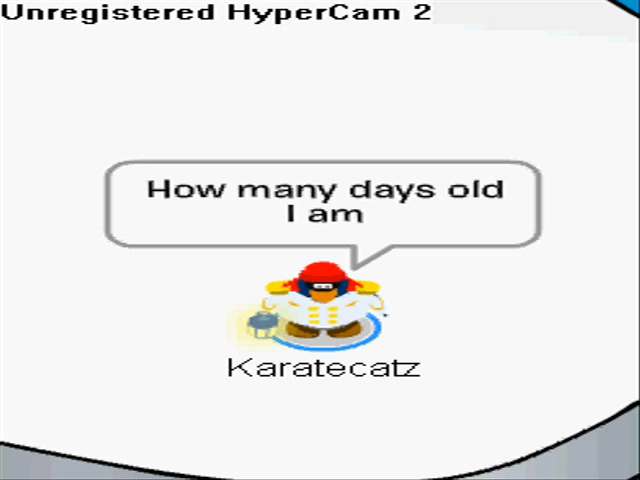 Unregistered HyperCam 2
How many days old
I am
Karatecatz